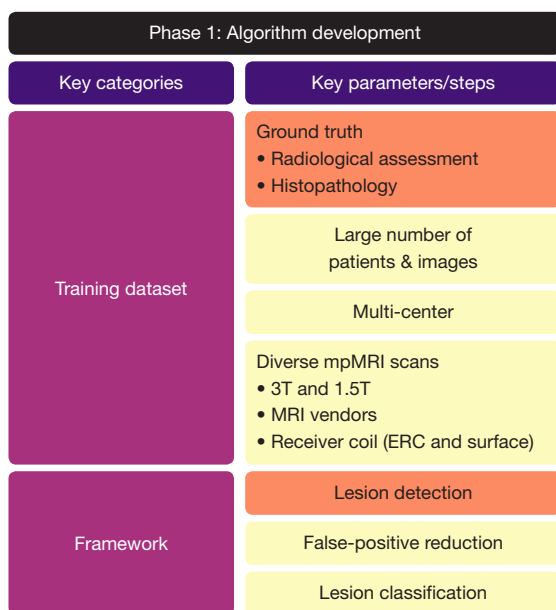 Phase 1: Algorithm development
Key categories
Key parameters/steps
Training dataset
Ground truth
• Radiological assessment
• Histopathology
Large number of
patients & images
Multi-center
Diverse mpMRI scans
• 3T and 1.5T
• MRI vendors
• Receiver coil (ERC and surface)
Framework
Lesion detection
False-positive reduction
Lesion classification